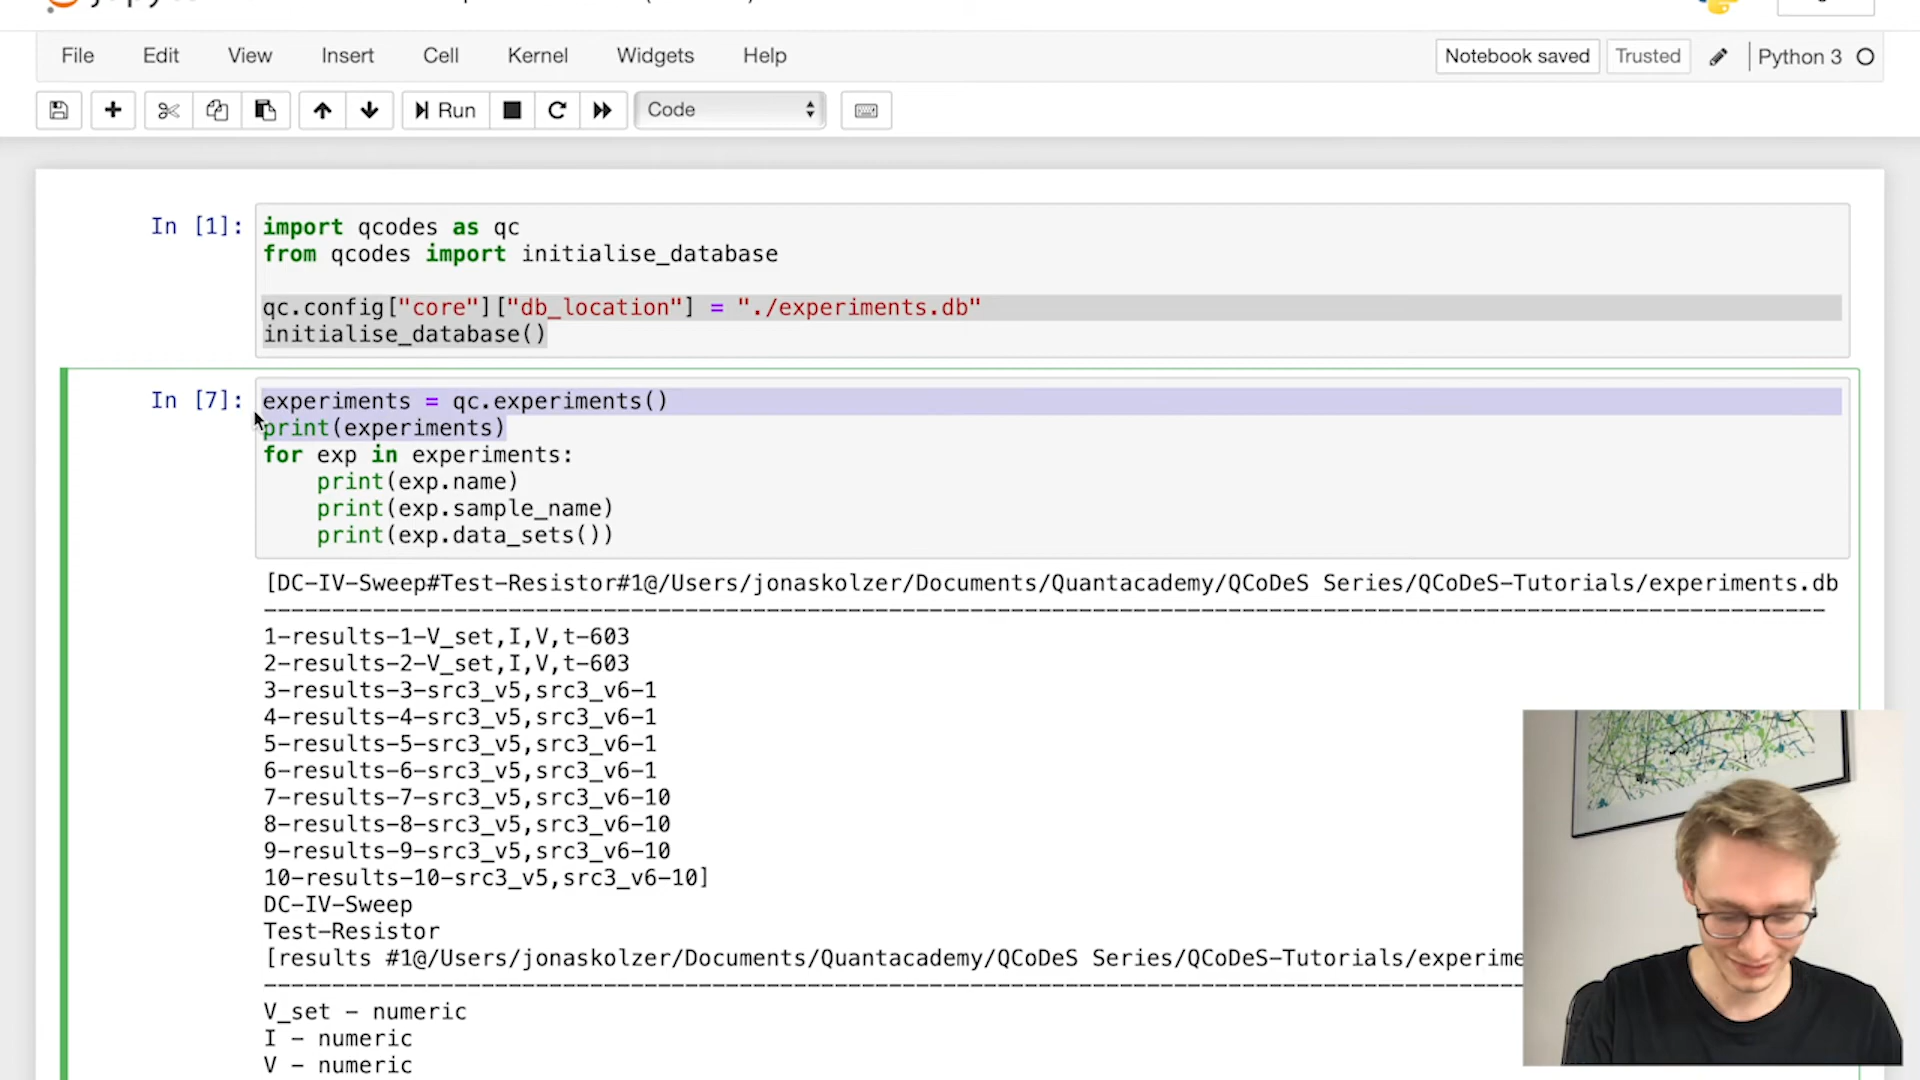 File Edit View Insert Cell Kernel Widgets Help Notebook saved Trusted Python 3
Run Code
In [1]: import qcodes as qc
from qcodes import initialise_database
qc.config["core"]["db_location"] = "./experiments.db"
initialise_database()
In [7]: experiments = qc.experiments()
print(experiments)
for exp in experiments:
print(exp.name)
print(exp.sample_name)
print(exp.data_sets())
[DC-IV-Sweep#Test-Resistor#1@/Users/jonaskolzer/Documents/Quantacademy/QCoDeS Series/QCoDeS-Tutorials/experiments.db
--------------------------------------------------------------------------------------------------------------------
1-results-1-V_set,I,V,t-603
2-results-2-V_set,I,V,t-603
3-results-3-src3_v5,src3_v6-1
4-results-4-src3_v5,src3_v6-1
5-results-5-src3_v5,src3_v6-1
6-results-6-src3_v5,src3_v6-1
7-results-7-src3_v5,src3_v6-10
8-results-8-src3_v5,src3_v6-10
9-results-9-src3_v5,src3_v6-10
10-results-10-src3_v5,src3_v6-10]
DC-IV-Sweep
Test-Resistor
[results #1@/Users/jonaskolzer/Documents/Quantacademy/QCoDeS Series/QCoDeS-Tutorials/experime
---------------------------------------------------------------------------------------------
V_set - numeric
I - numeric
V - numeric